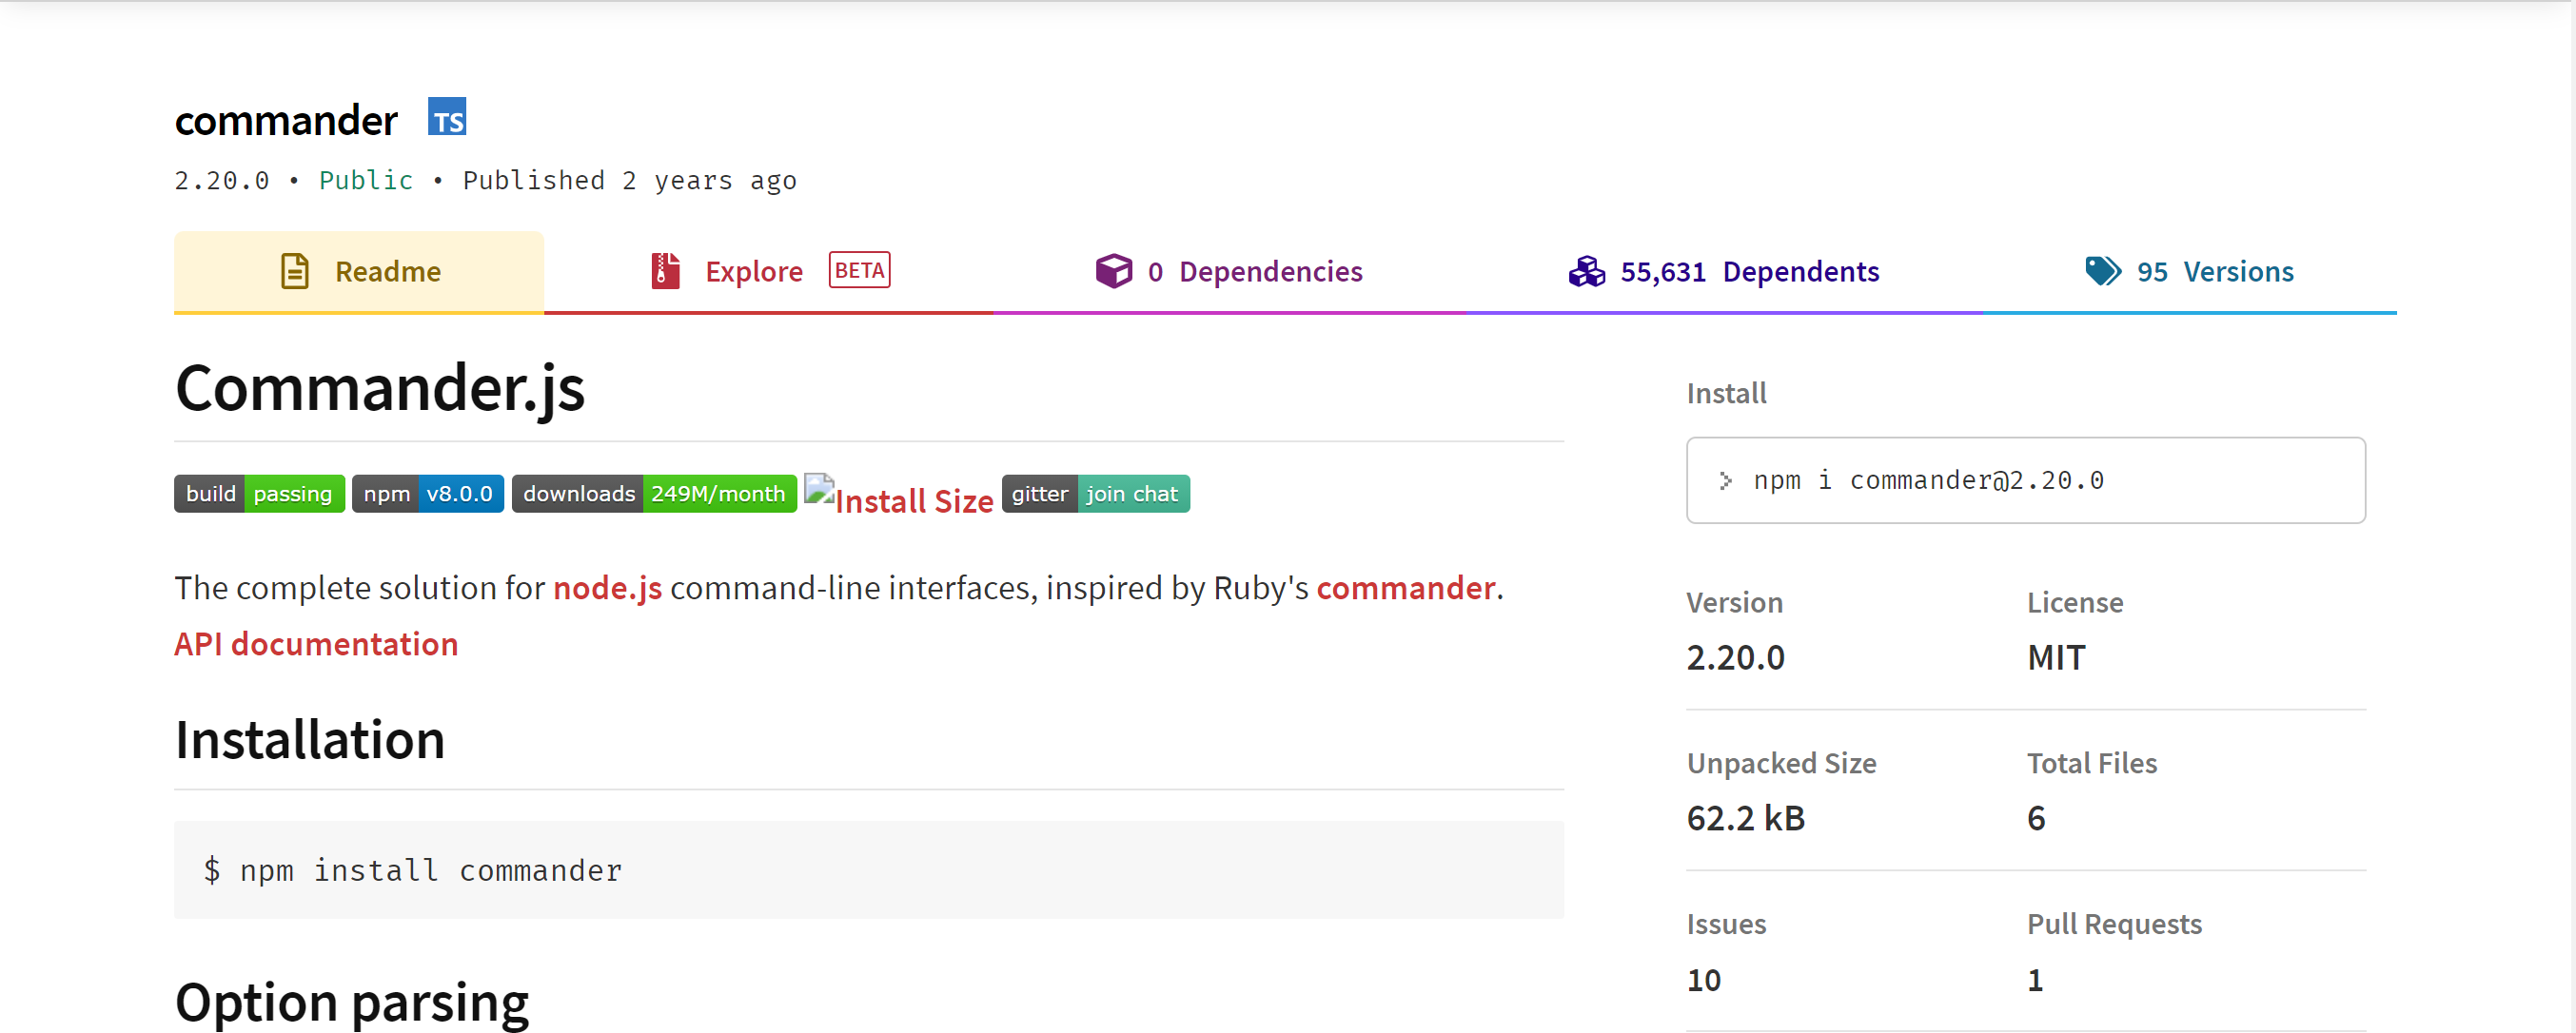 commander TS
2.20.0 • Public • Published 2 years ago
Readme
Explore BETA
0 Dependencies
55,631 Dependents
95 Versions
Commander.js
build passing npm v8.0.0 downloads 249M/month Install Size gitter join chat
The complete solution for node.js command-line interfaces, inspired by Ruby's commander.
API documentation
Installation
$ npm install commander
Option parsing
Install
> npm i commander@2.20.0
Version License
2.20.0 MIT
Unpacked Size Total Files
62.2 kB 6
Issues Pull Requests
10 1